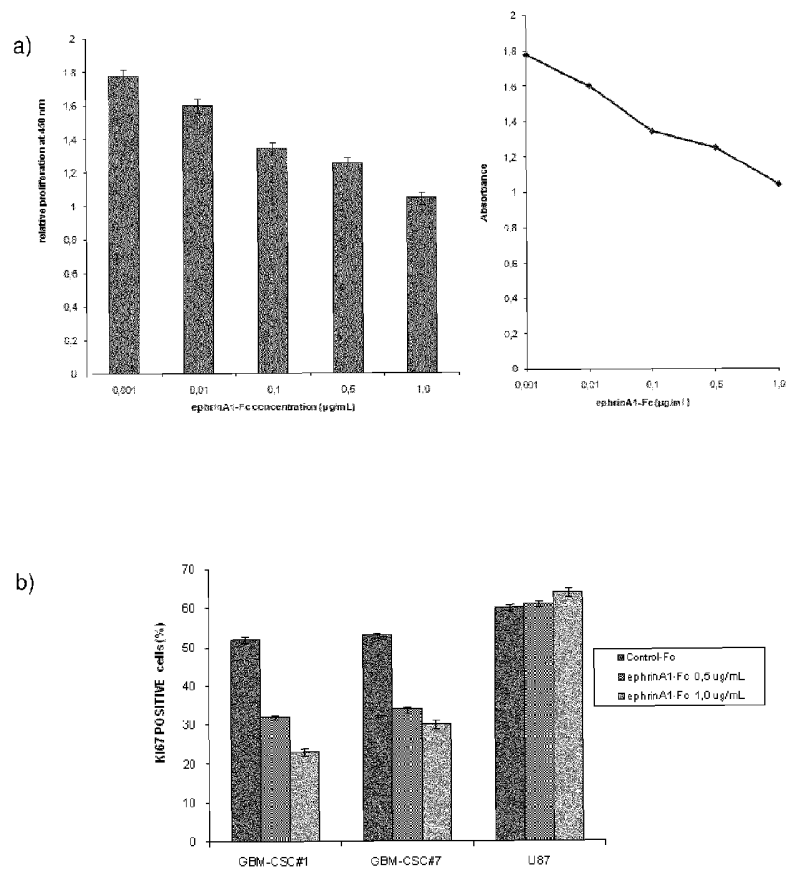 a)
relative proliferation at 450 nm
2
1,8
1,6
1,4
1,2
1
0,8
0,6
0,4
0,2
0
0,001 0,01 0,1 0,5 1,0
ephrinA1-Fc concentration (µg/mL)
Absorbance
2
1,8
1,6
1,4
1,2
1
0,8
0,6
0,4
0,2
0
0,001 0,01 0,1 0,5 1,0
ephrinA1-Fc (µg/ml)
b)
KI67 POSITIVE cells (%)
70
60
50
40
30
20
10
0
GBM-CSC#1 GBM-CSC#7 U87
Control-Fc
ephrinA1-Fc 0,5 ug/mL
ephrinA1-Fc 1,0 ug/mL